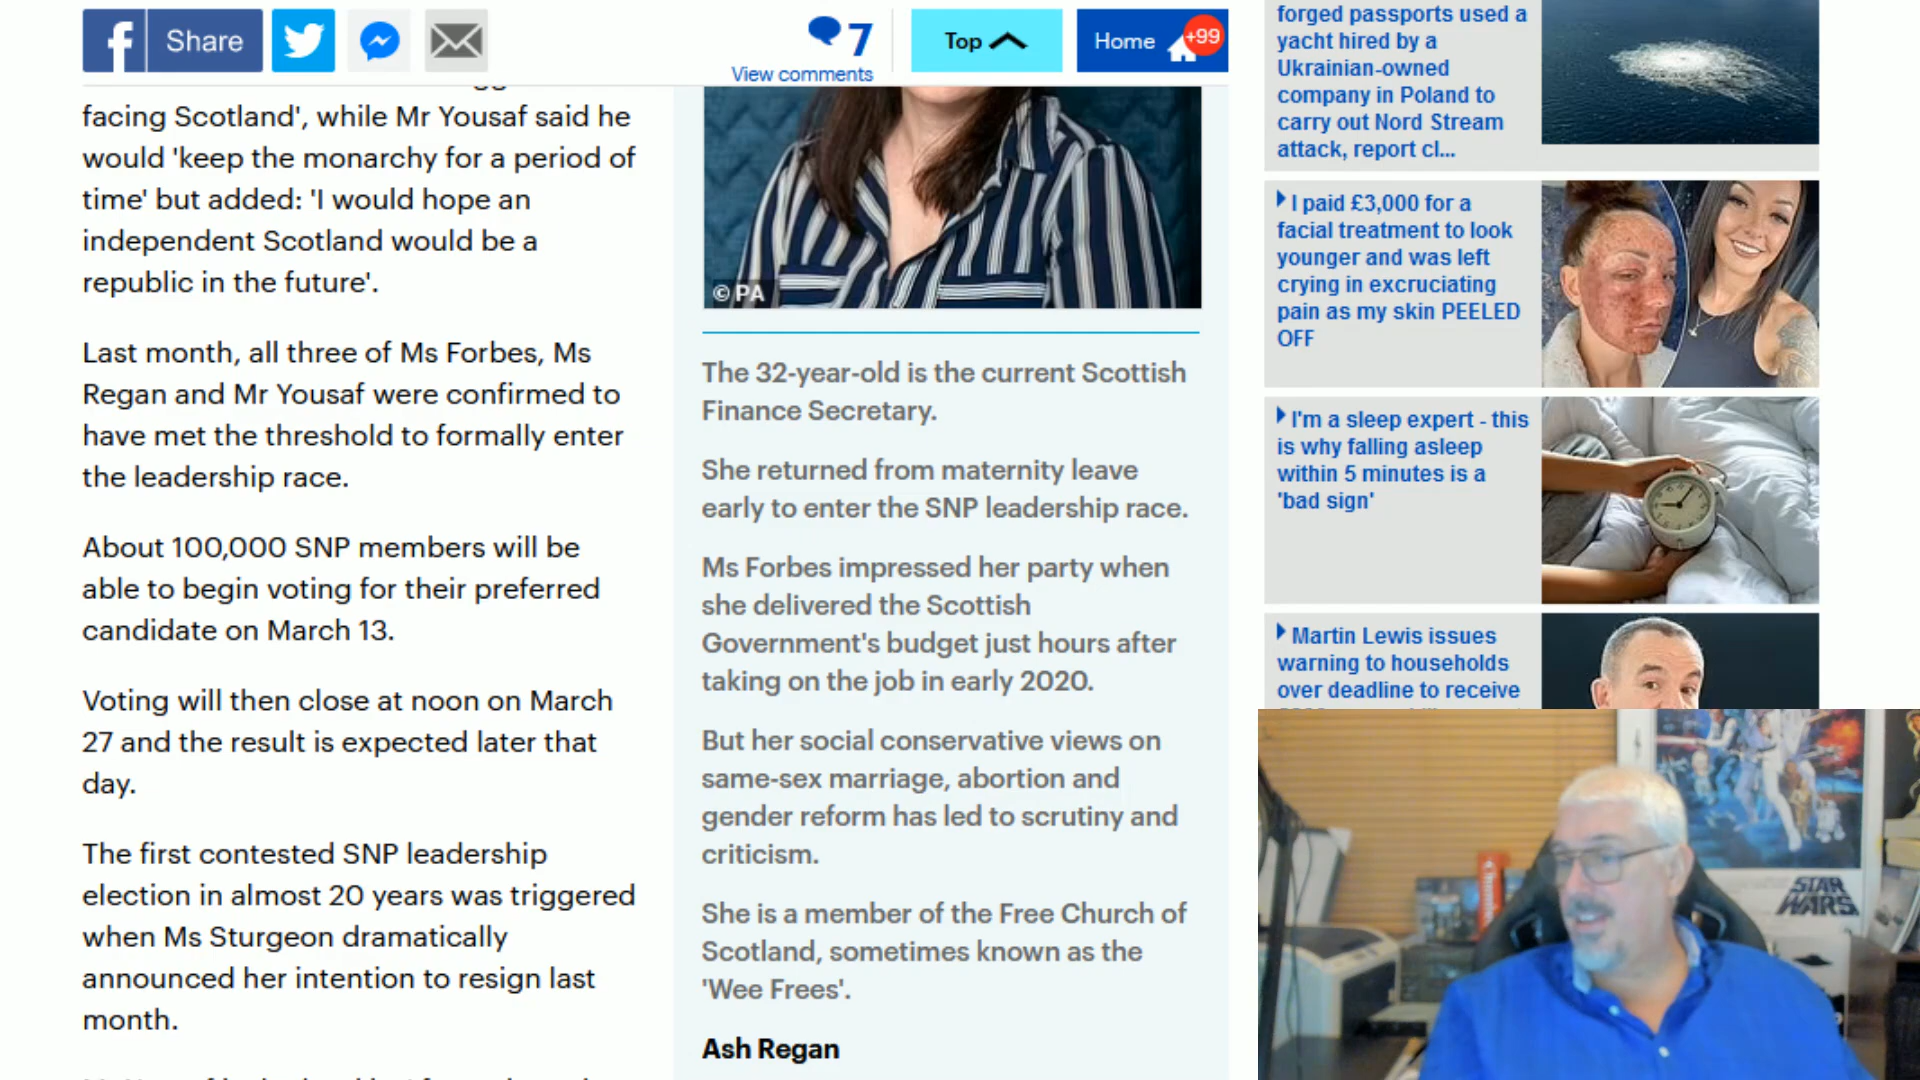 Share
7
View comments
Top
Home
+99
facing Scotland', while Mr Yousaf said he
would 'keep the monarchy for a period of
time' but added: 'I would hope an
independent Scotland would be a
republic in the future'.
Last month, all three of Ms Forbes, Ms
Regan and Mr Yousaf were confirmed to
have met the threshold to formally enter
the leadership race.
About 100,000 SNP members will be
able to begin voting for their preferred
candidate on March 13.
Voting will then close at noon on March
27 and the result is expected later that
day.
The first contested SNP leadership
election in almost 20 years was triggered
when Ms Sturgeon dramatically
announced her intention to resign last
month.
© PA
The 32-year-old is the current Scottish
Finance Secretary.
She returned from maternity leave
early to enter the SNP leadership race.
Ms Forbes impressed her party when
she delivered the Scottish
Government's budget just hours after
taking on the job in early 2020.
But her social conservative views on
same-sex marriage, abortion and
gender reform has led to scrutiny and
criticism.
She is a member of the Free Church of
Scotland, sometimes known as the
'Wee Frees'.
Ash Regan
forged passports used a
yacht hired by a
Ukrainian-owned
company in Poland to
carry out Nord Stream
attack, report cl...
I paid £3,000 for a
facial treatment to look
younger and was left
crying in excruciating
pain as my skin PEELED
OFF
I'm a sleep expert - this
is why falling asleep
within 5 minutes is a
'bad sign'
Martin Lewis issues
warning to households
over deadline to receive
STAR
WARS